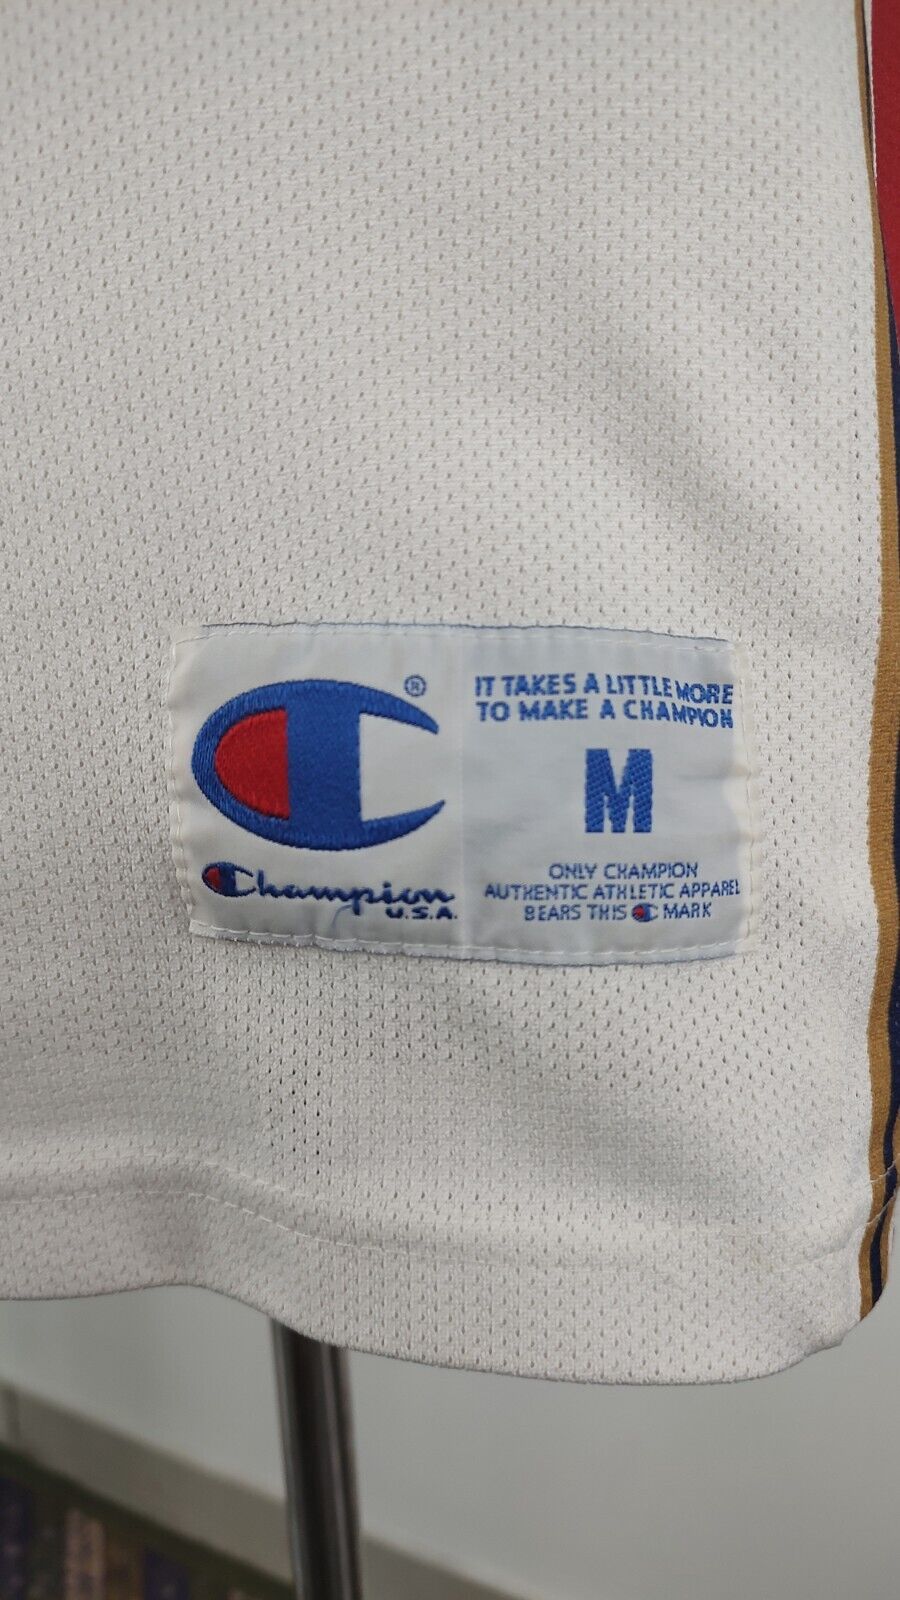 ®
Champion
U.S.A.
IT TAKES A LITTLE MORE
TO MAKE A CHAMPION
M
ONLY CHAMPION
AUTHENTIC ATHLETIC APPAREL
BEARS THIS C MARK